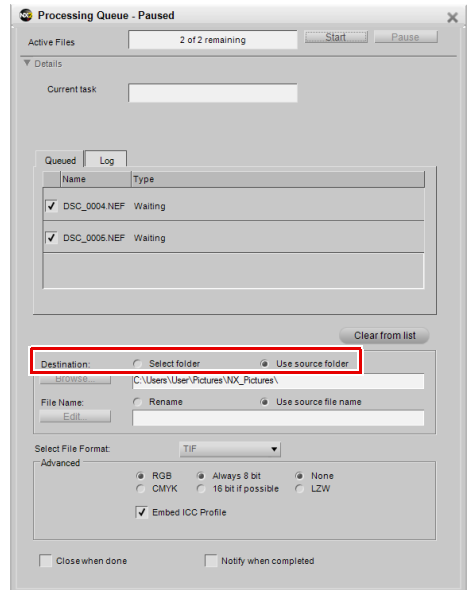 NX2 Processing Queue - Paused
Active Files 2 of 2 remaining Start Pause
Details
Current task
Queued Log
Name Type
DSC_0004.NEF Waiting
DSC_0006.NEF Waiting
Clear from list
Destination: Select folder Use source folder
Browse... C:\Users\User\Pictures\NX_Pictures\
File Name: Rename Use source file name
Edit...
Select File Format: TIF
Advanced
RGB Always 8 bit None
CMYK 16 bit if possible LZW
Embed ICC Profile
Close when done Notify when completed